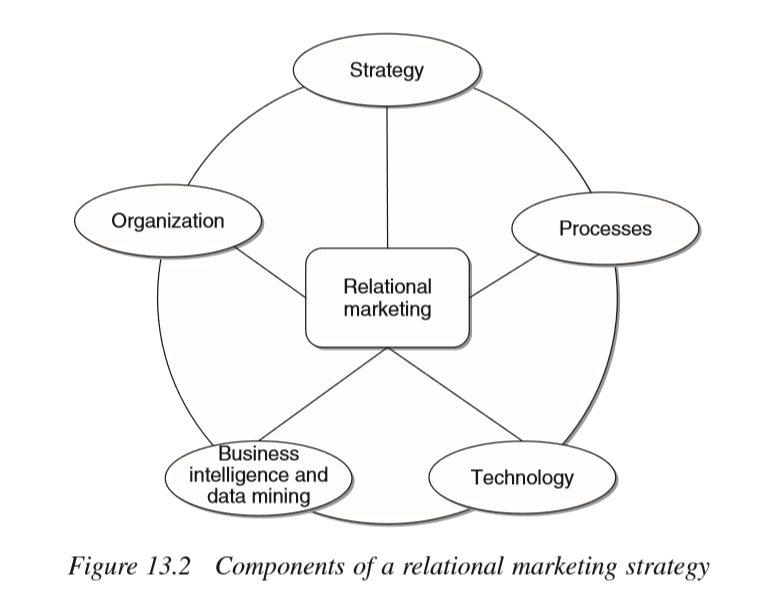 Strategy
Organization
Processes
Relational
marketing
Business
intelligence and
data mining
Technology
Figure 13.2 Components of a relational marketing strategy